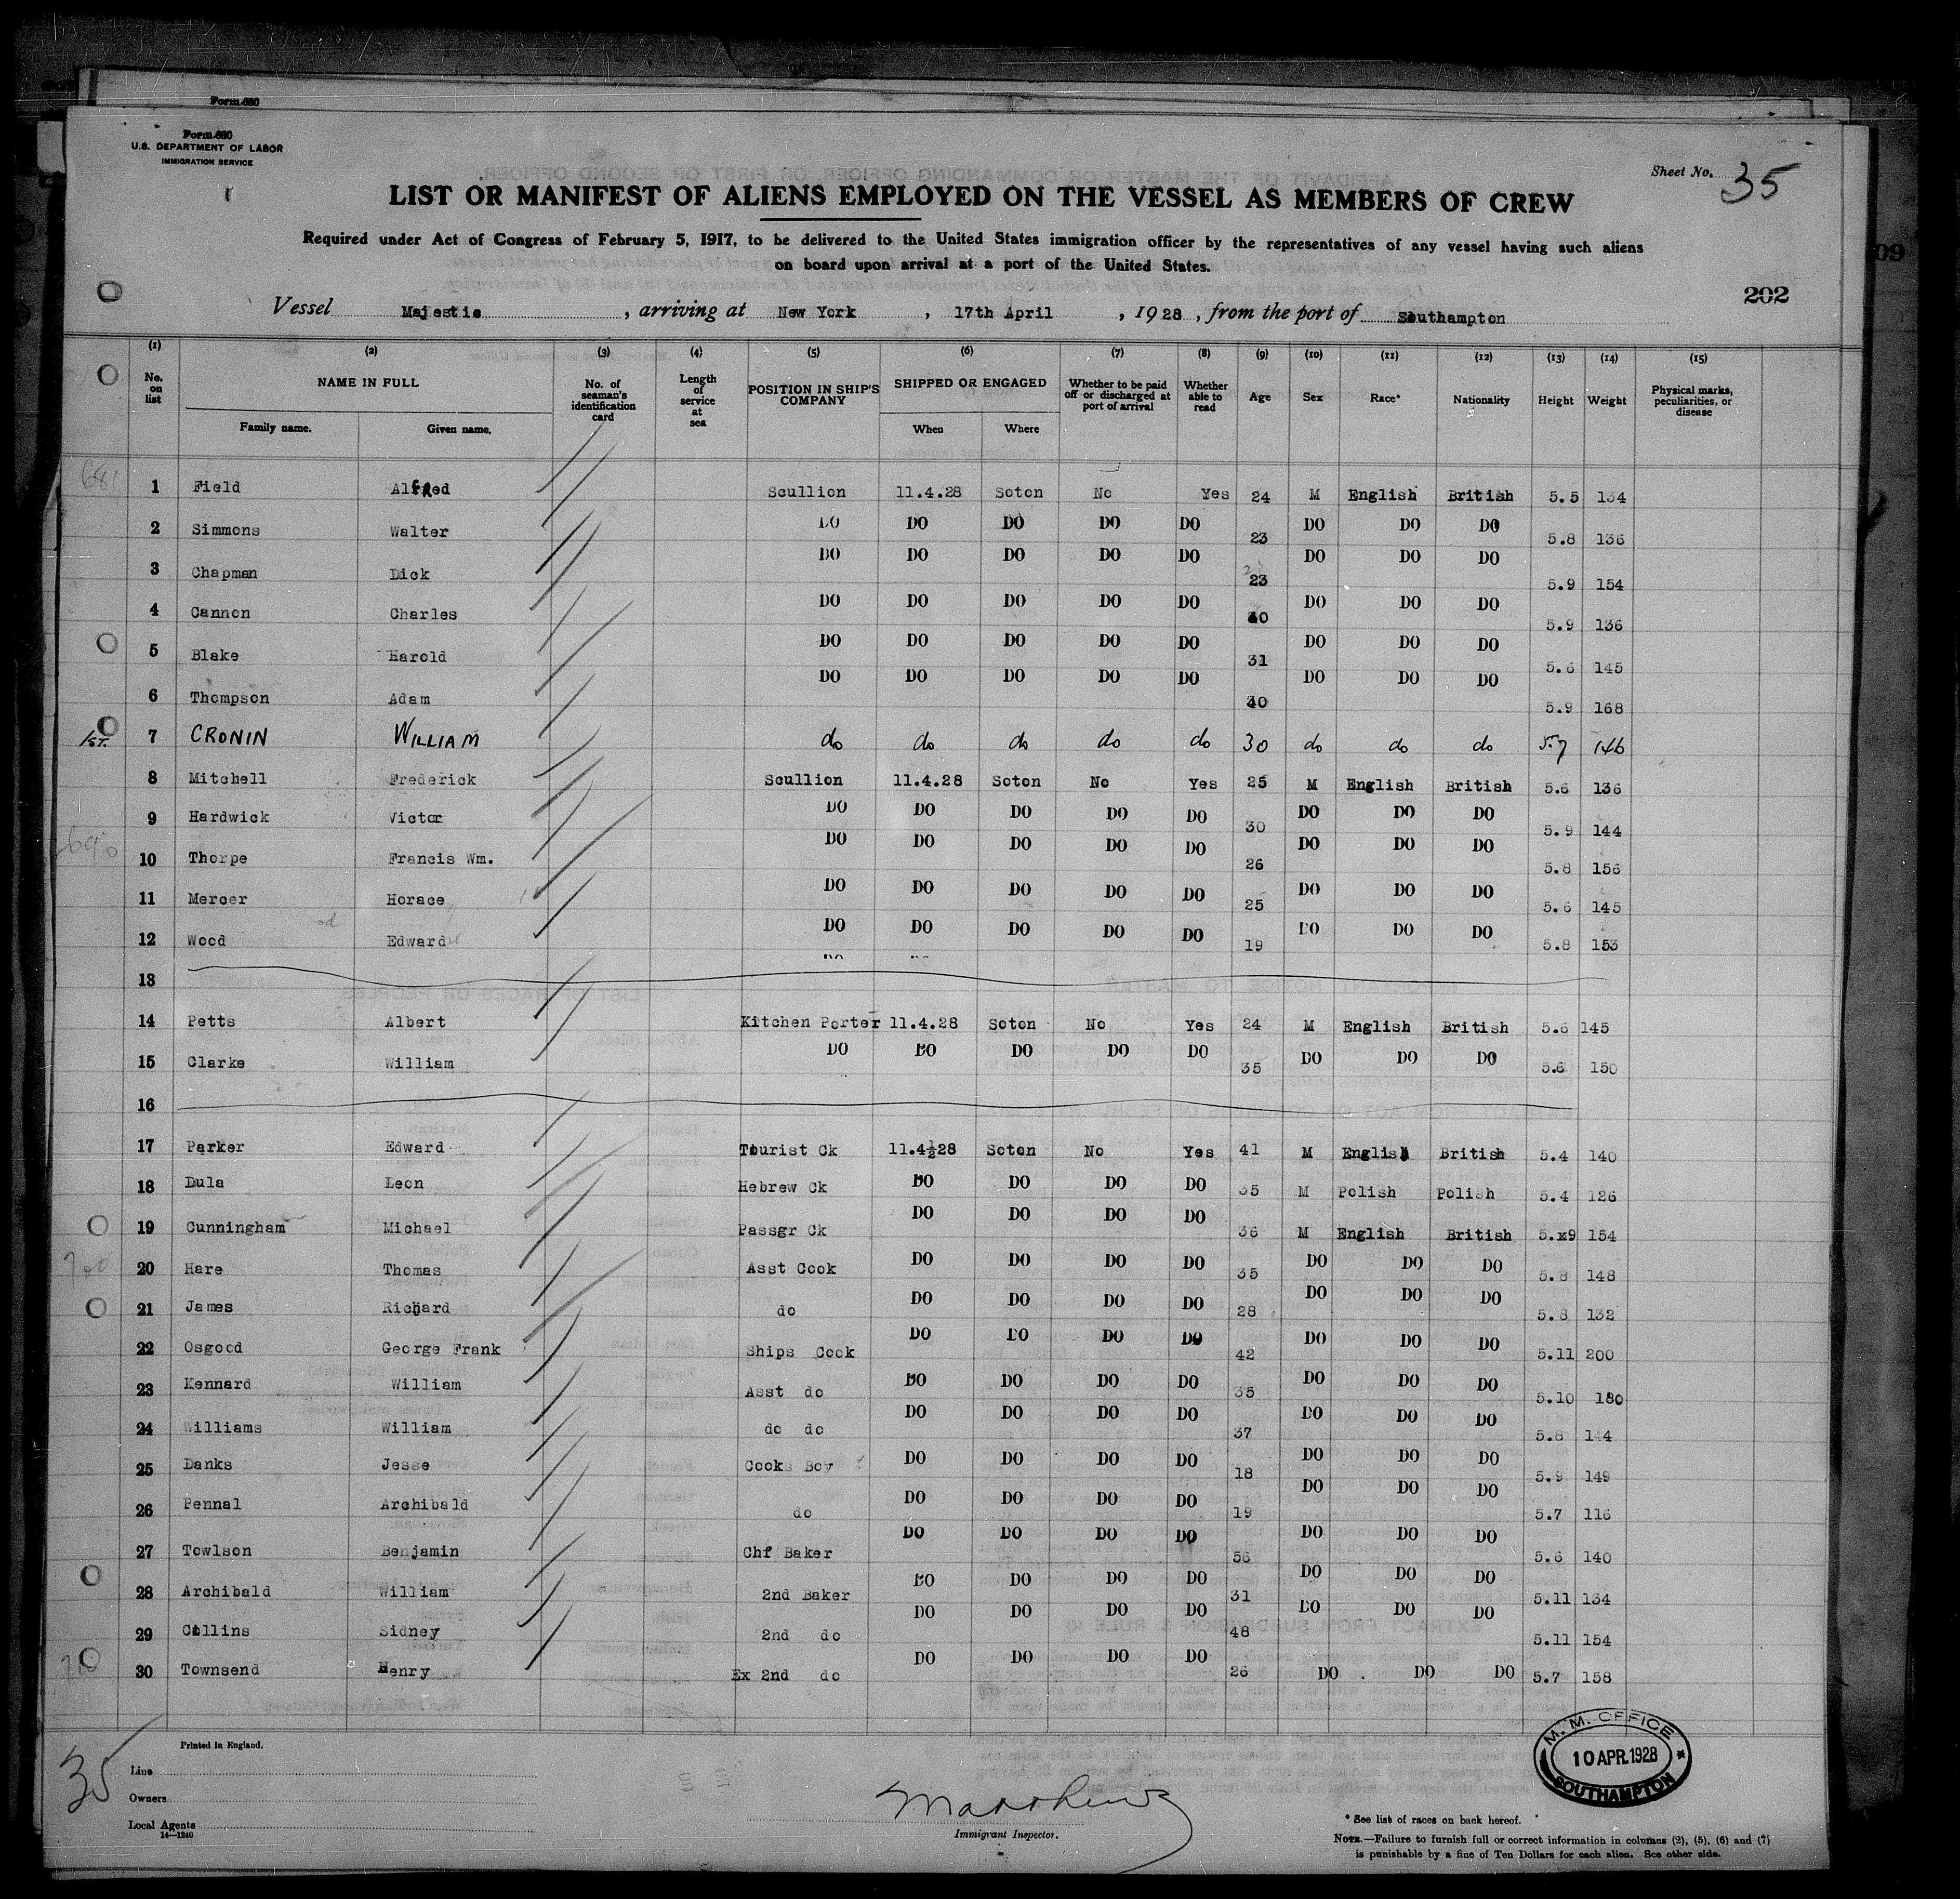 Form 680
Form 680
U.S. DEPARTMENT OF LABOR
IMMIGRATION SERVICE
Sheet No. 35
LIST OR MANIFEST OF ALIENS EMPLOYED ON THE VESSEL AS MEMBERS OF CREW
Required under Act of Congress of February 5, 1917, to be delivered to the United States immigration officer by the representatives of any vessel having such aliens
on board upon arrival at a port of the United States.
09
202
Vessel Majestic , arriving at New York , 17th April , 1928 , from the port of Southampton
(1) (2) (3) (4) (5) (6) (7) (8) (9) (10) (11) (12) (13) (14) (15)
No. on list NAME IN FULL Family name. Given name. No. of seaman's identification card Length of service at sea POSITION IN SHIP'S COMPANY SHIPPED OR ENGAGED When Where Whether to be paid off or discharged at port of arrival Whether able to read Age Sex Race* Nationality Height Weight Physical marks, peculiarities, or disease
681 1 Field Alfred Scullion 11.4.28 Soton No Yes 24 M English British 5.5 134
2 Simmons Walter DO DO DO DO DO 23 DO DO DO 5.8 136
3 Chapman Dick DO DO DO DO DO 23 DO DO DO 5.9 154
4 Cannon Charles DO DO DO DO DO 40 DO DO DO 5.9 136
5 Blake Harold DO DO DO DO DO 31 DO DO DO 5.6 145
6 Thompson Adam DO DO DO DO DO 40 DO DO DO 5.9 168
1st. 7 CRONIN WILLIAM do do do do do 30 do do do 5.7 146
8 Mitchell Frederick Scullion 11.4.28 Soton No Yes 25 M English British 5.6 136
9 Hardwick Victor DO DO DO DO DO 30 DO DO DO 5.9 144
690 10 Thorpe Francis Wm. DO DO DO DO DO 26 DO DO DO 5.8 156
11 Mercer Horace DO DO DO DO DO 25 DO DO DO 5.6 145
12 Wood Edward DO DO DO DO DO 19 DO DO DO 5.8 153
13
14 Petts Albert Kitchen Porter 11.4.28 Soton No Yes 24 M English British 5.6 145
15 Clarke William DO DO DO DO DO 35 DO DO DO 5.6 150
16
17 Parker Edward Tourist Ck 11.4.28 Soton No Yes 41 M English British 5.4 140
18 Dula Leon Hebrew Ck DO DO DO DO 35 M Polish Polish 5.4 126
19 Cunningham Michael Passgr Ck DO DO DO DO 36 M English British 5.x9 154
700 20 Hare Thomas Asst Cook DO DO DO DO 35 DO DO DO 5.8 148
21 James Richard do DO DO DO DO 28 DO DO DO 5.8 132
22 Osgood George Frank Ships Cook DO DO DO DO 42 DO DO DO 5.11 200
23 Kennard William Asst do DO DO DO DO 35 DO DO DO 5.10 180
24 Williams William do do DO DO DO DO 37 DO DO DO 5.8 144
25 Danks Jesse Cooks Boy DO DO DO DO 18 DO DO DO 5.9 149
26 Pennal Archibald do DO DO DO DO 19 DO DO DO 5.7 116
27 Towlson Benjamin Chf Baker DO DO DO DO 56 DO DO DO 5.6 140
28 Archibald William 2nd Baker DO DO DO DO 31 DO DO DO 5.11 134
29 Collins Sidney 2nd do DO DO DO DO 48 DO DO DO 5.11 154
710 30 Townsend Henry Ex 2nd do DO DO DO DO 26 DO DO DO 5.7 158
35
Printed in England.
Line
Owners
Local Agents
14—1240
Matthews
Immigrant Inspector.
M. M. OFFICE
10 APR. 1928
SOUTHAMPTON
* See list of races on back hereof.
NOTE.—Failure to furnish full or correct information in columns (2), (5), (6) and (7)
is punishable by a fine of Ten Dollars for each alien. See other side.